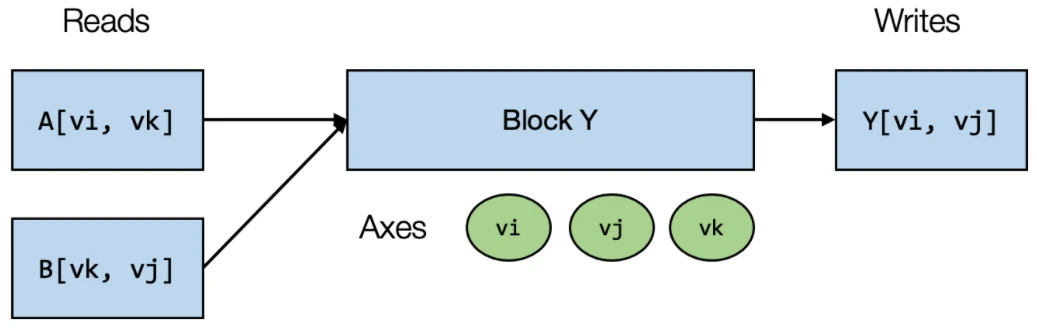 Reads
Writes
A[vi, vk]
Block Y
Y[vi, vj]
Axes
vi
vj
vk
B[vk, vj]